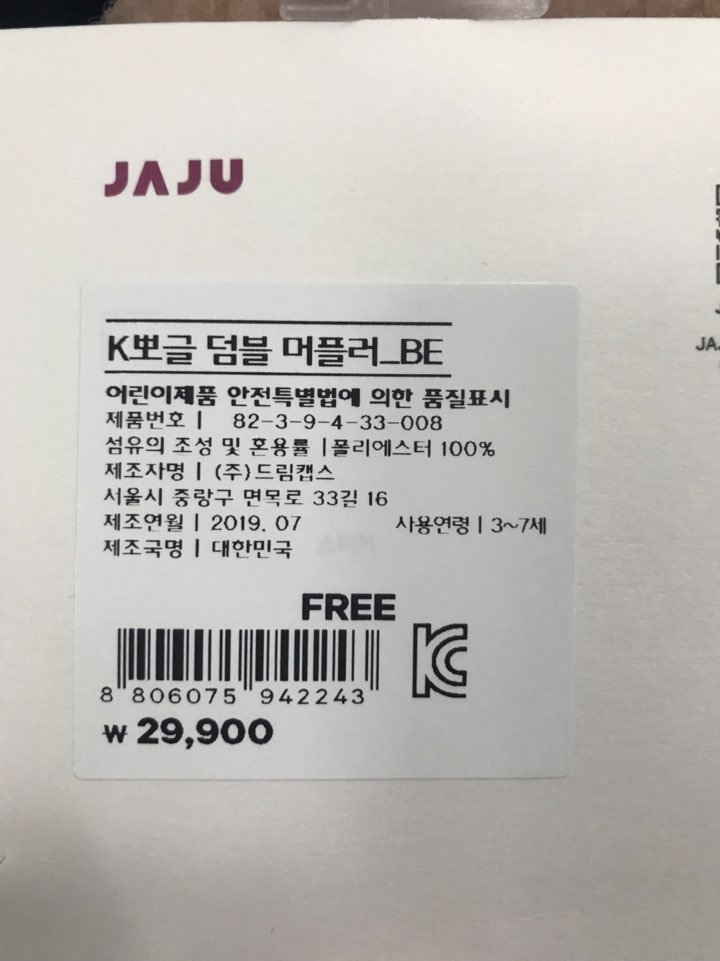 JAJU
K뽀글 덤블 머플러_BE
어린이제품 안전특별법에 의한 품질표시
제품번호 | 82-3-9-4-33-008
섬유의 조성 및 혼용률 | 폴리에스터 100%
제조자명 | (주)드림캡스
서울시 중랑구 면목로 33길 16
제조연월 | 2019. 07 사용연령 | 3~7세
제조국명 | 대한민국
FREE
8 806075 942243
₩ 29,900